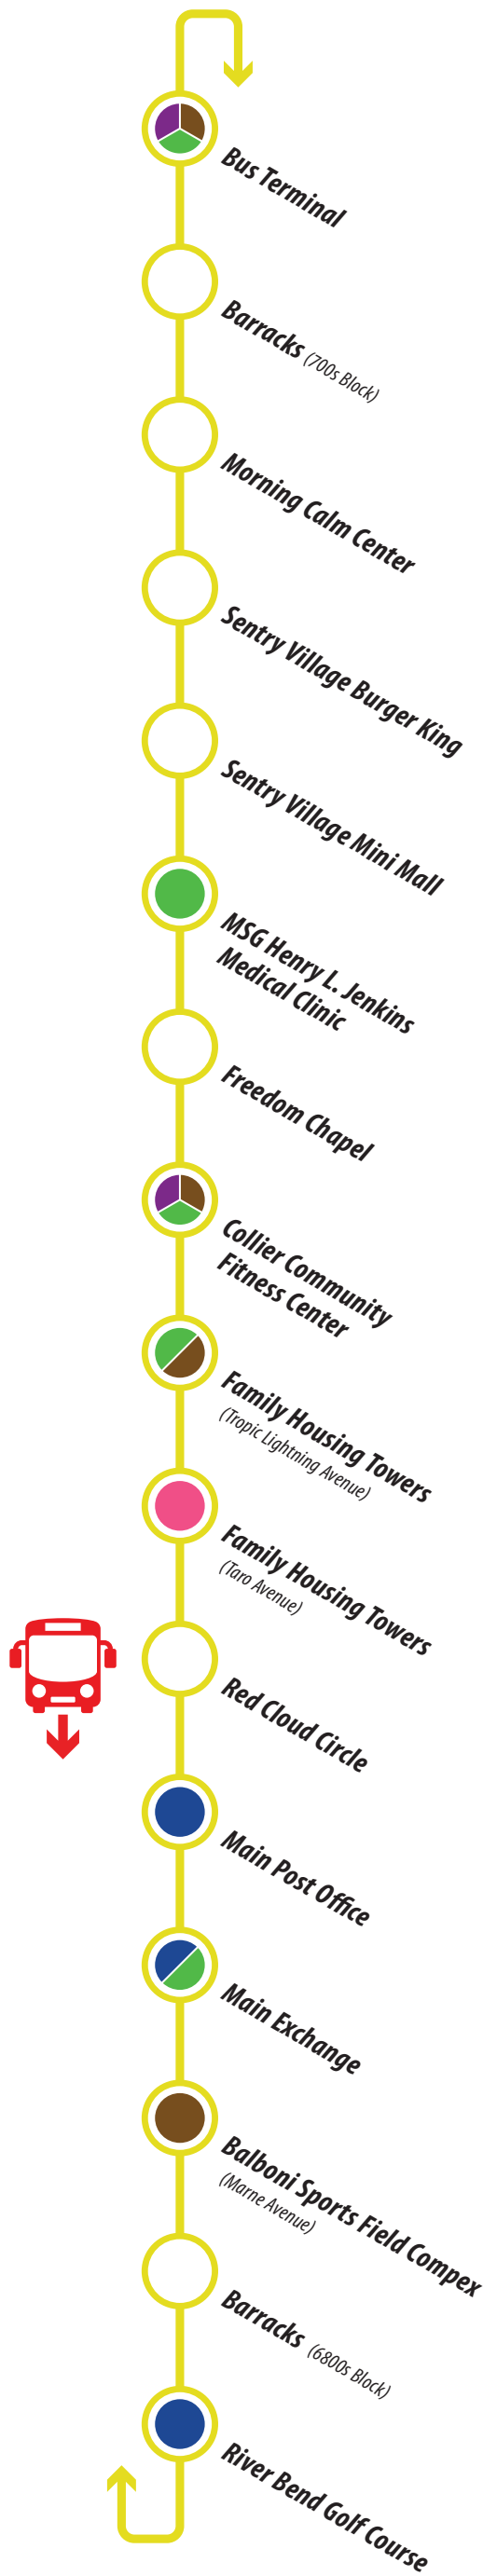 Bus Terminal
Barracks (700s Block)
Morning Calm Center
Sentry Village Burger King
Sentry Village Mini Mall
MSG Henry L. Jenkins
Medical Clinic
Freedom Chapel
Collier Community
Fitness Center
Family Housing Towers
(Tropic Lightning Avenue)
Family Housing Towers
(Taro Avenue)
Red Cloud Circle
Main Post Office
Main Exchange
Balboni Sports Field Compex
(Marne Avenue)
Barracks (6800s Block)
River Bend Golf Course